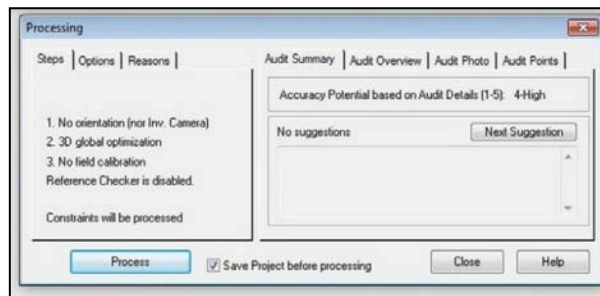 Processing
Steps Options Reasons
1. No orientation (nor Inv. Camera)
2. 3D global optimization
3. No field calibration
Reference Checker is disabled.
Constraints will be processed
Audit Summary Audit Overview Audit Photo Audit Points
Accuracy Potential based on Audit Details (1-5): 4-High
No suggestions Next Suggestion
Process Save Project before processing Close Help